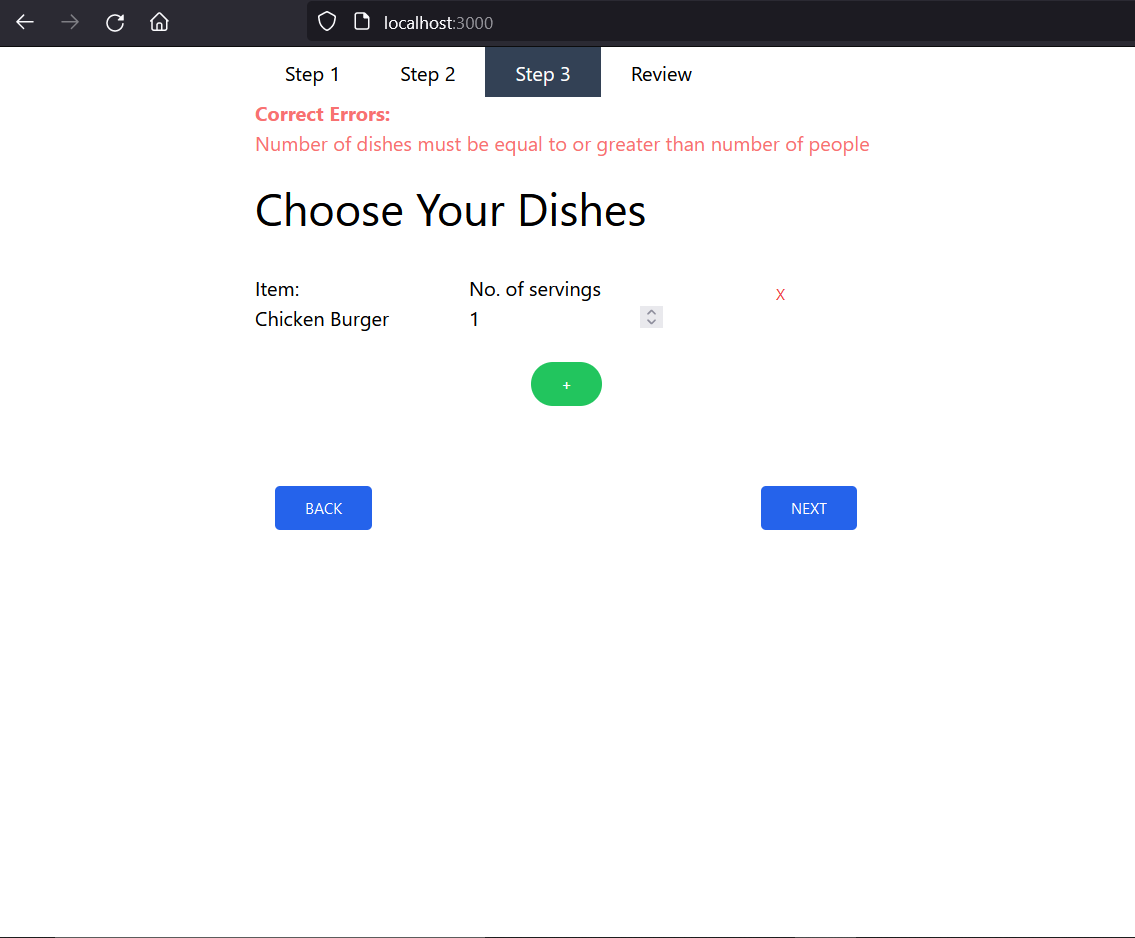 localhost:3000
Step 1 Step 2 Step 3 Review
Correct Errors:
Number of dishes must be equal to or greater than number of people
Choose Your Dishes
Item: No. of servings X
Chicken Burger 1
+
BACK NEXT